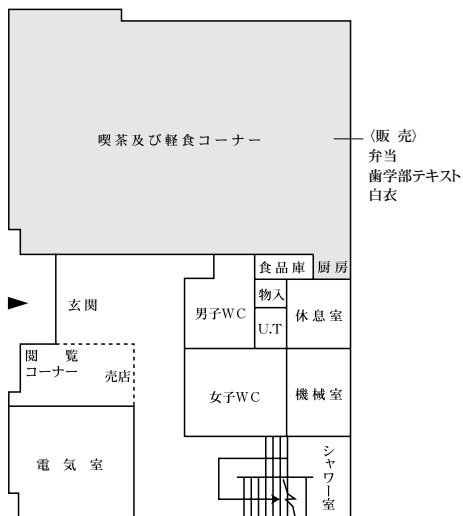 喫茶及び軽食コーナー
〈販 売〉
弁当
歯学部テキスト
白衣
食品庫
厨房
物入
休息室
男子WC
U.T
玄関
閲 覧
コーナー
売店
女子WC
機械室
電気室
シャワー室